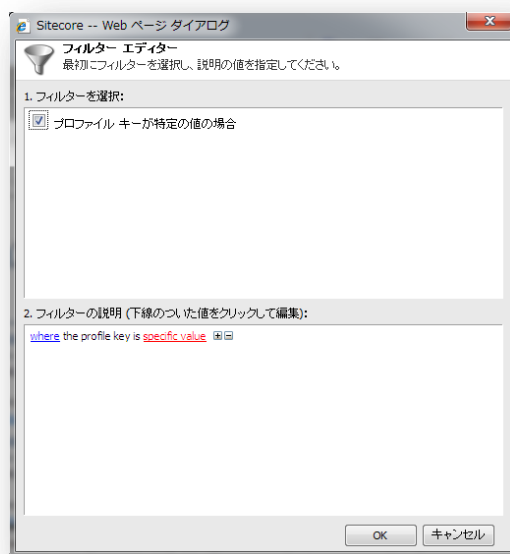 Sitecore -- Web ページ ダイアログ
フィルター エディター
最初にフィルターを選択し、説明の値を指定してください。
1. フィルターを選択:
プロファイル キーが特定の値の場合
2. フィルターの説明 (下線のついた値をクリックして編集):
where the profile key is specific value
OK キャンセル